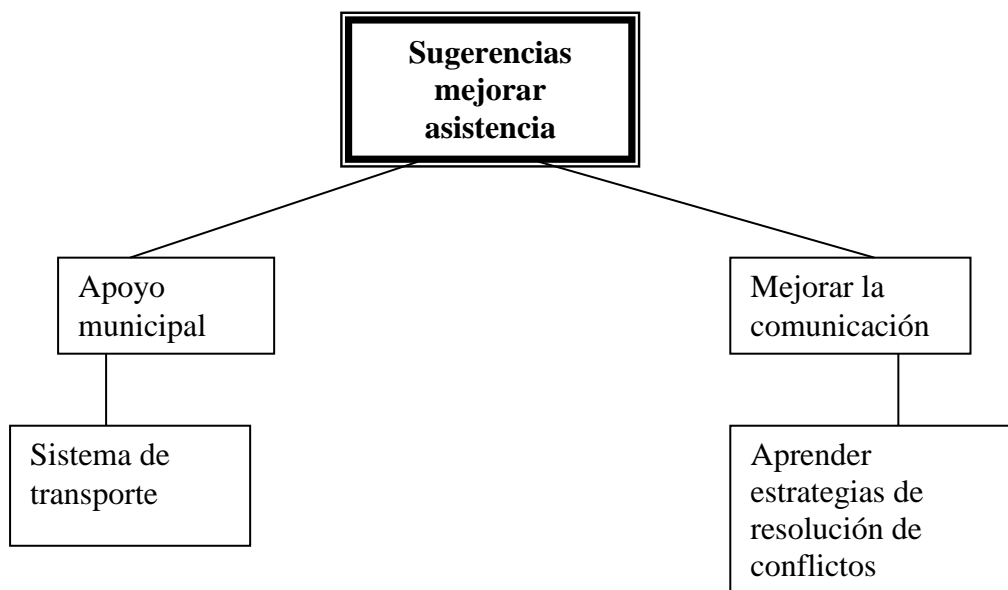 Sugerencias
mejorar
asistencia
Apoyo
municipal
Mejorar la
comunicación
Sistema de
transporte
Aprender
estrategias de
resolución de
conflictos